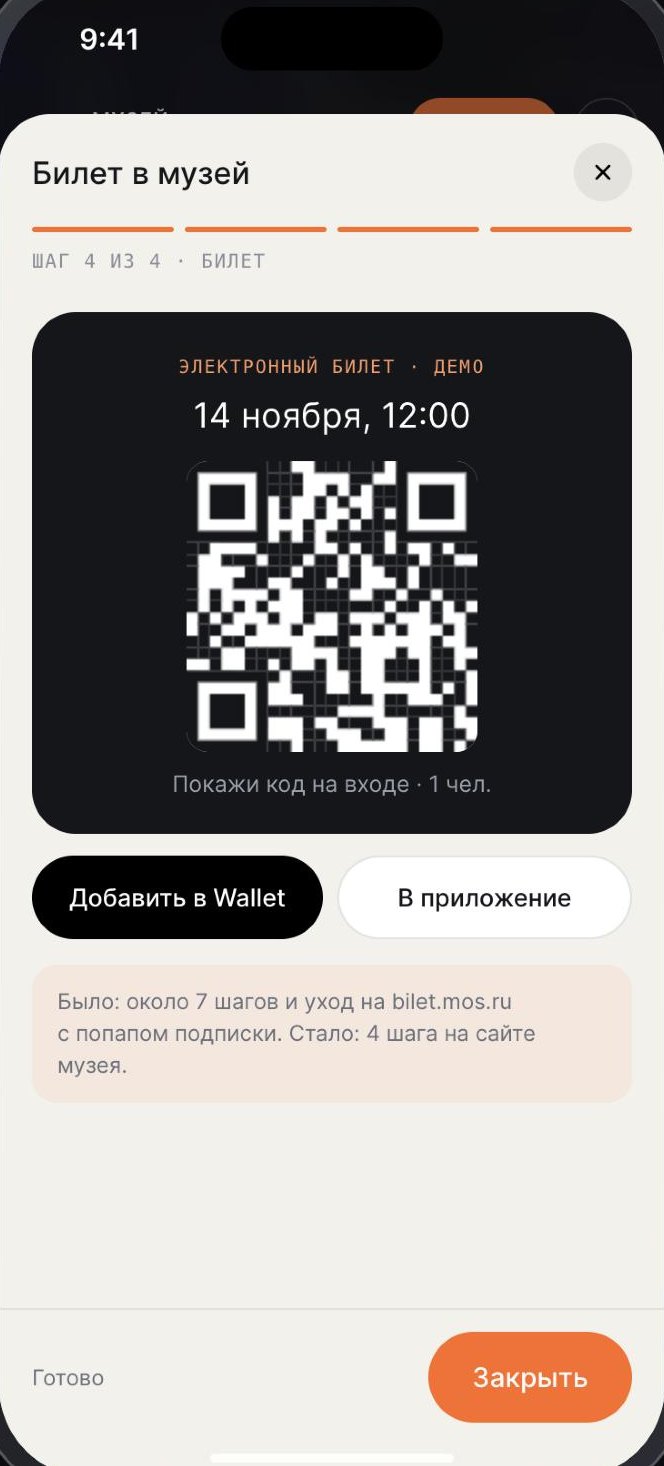 9:41
МУЗЕЙ
Билет в музей
ШАГ 4 ИЗ 4 · БИЛЕТ
ЭЛЕКТРОННЫЙ БИЛЕТ · ДЕМО
14 ноября, 12:00
Покажи код на входе · 1 чел.
Добавить в Wallet
В приложение
Было: около 7 шагов и уход на bilet.mos.ru
с попапом подписки. Стало: 4 шага на сайте
музея.
Готово
Закрыть